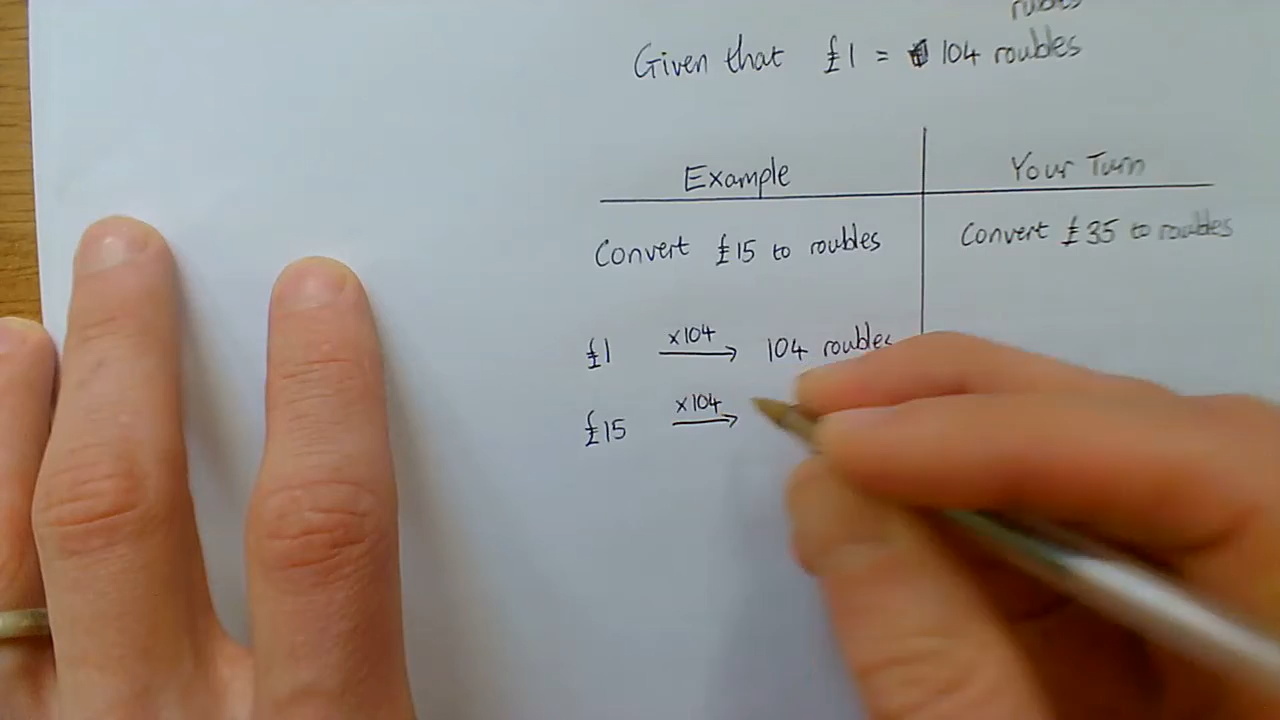 rubles
Given that £1 = 104 roubles
Example
Your Turn
Convert £15 to roubles
Convert £35 to roubles
£1 ×104 → 104 roubles
£15 ×104 →